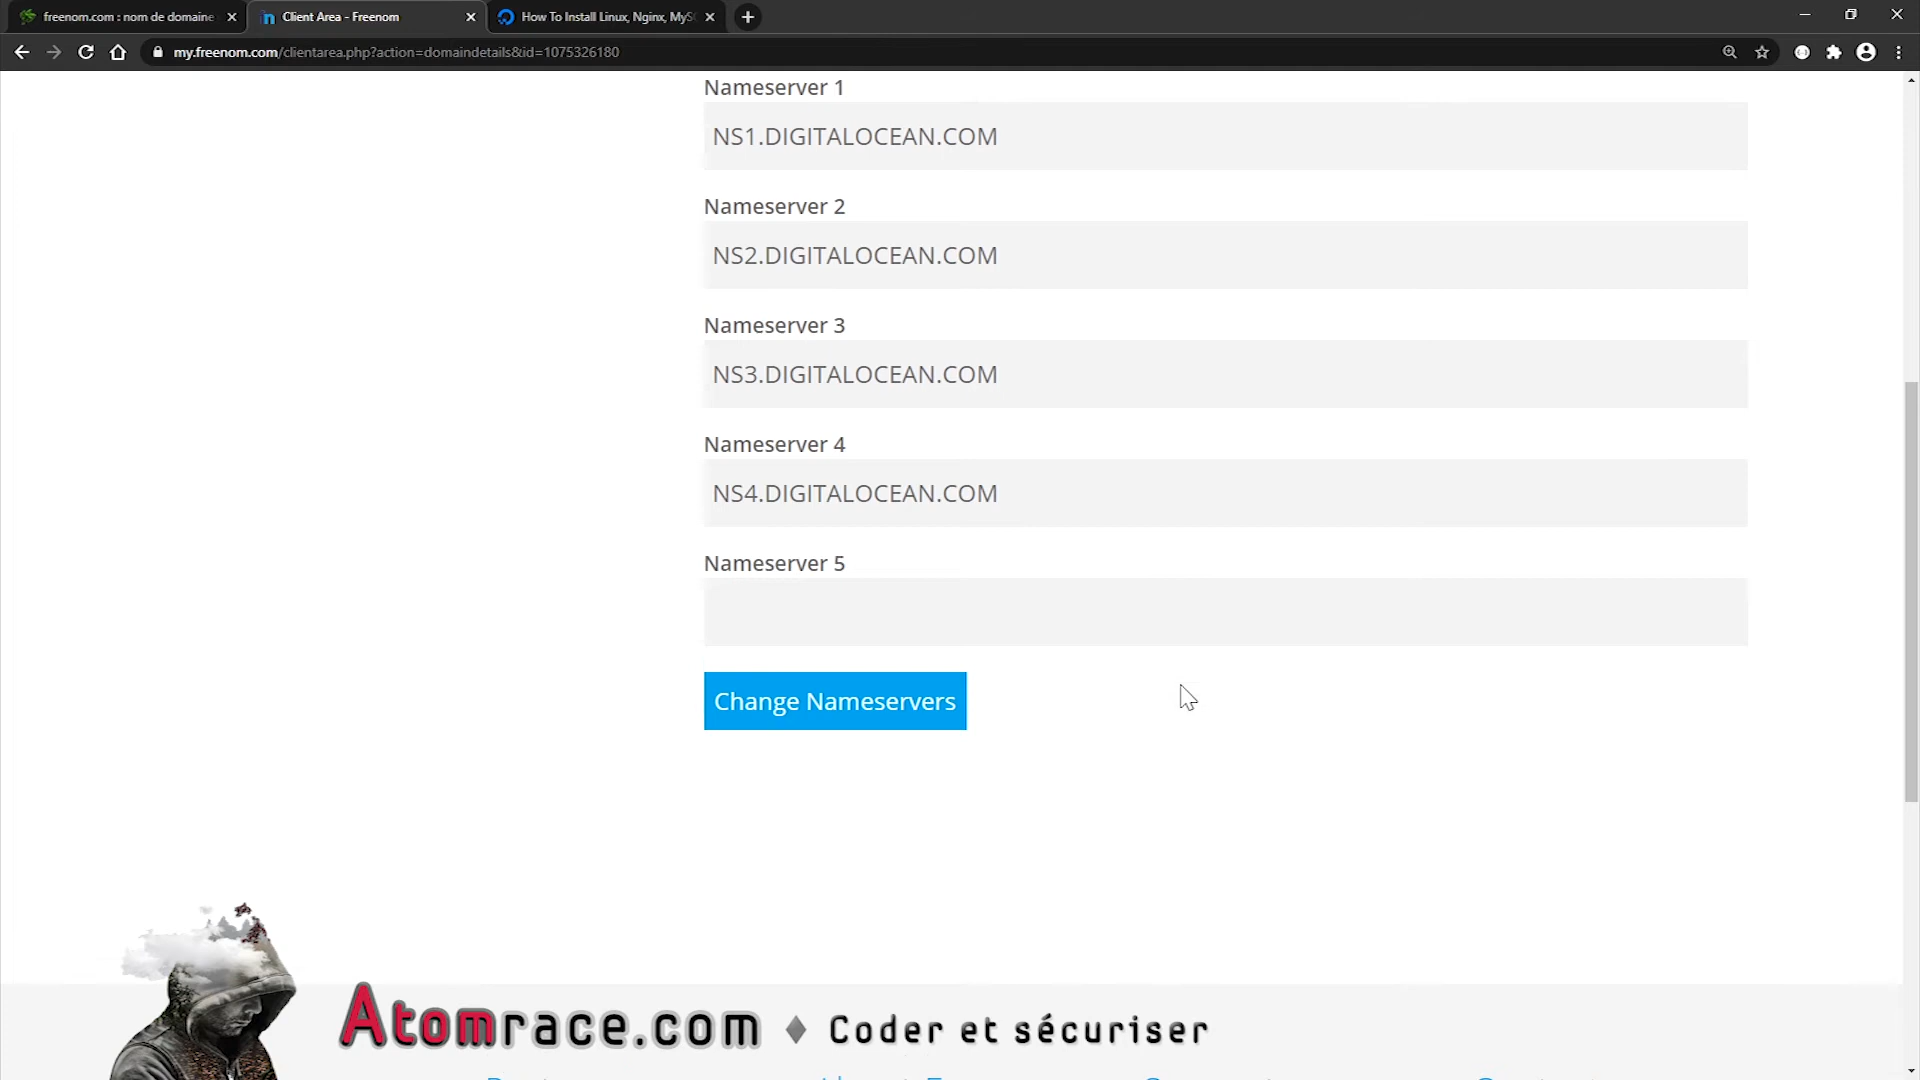 freenom.com : nom de domaine
Client Area - Freenom
How To Install Linux, Nginx, MyS
my.freenom.com/clientarea.php?action=domaindetails&id=1075326180
Nameserver 1
NS1.DIGITALOCEAN.COM
Nameserver 2
NS2.DIGITALOCEAN.COM
Nameserver 3
NS3.DIGITALOCEAN.COM
Nameserver 4
NS4.DIGITALOCEAN.COM
Nameserver 5
Change Nameservers
Atomrace.com ♦ Coder et sécuriser